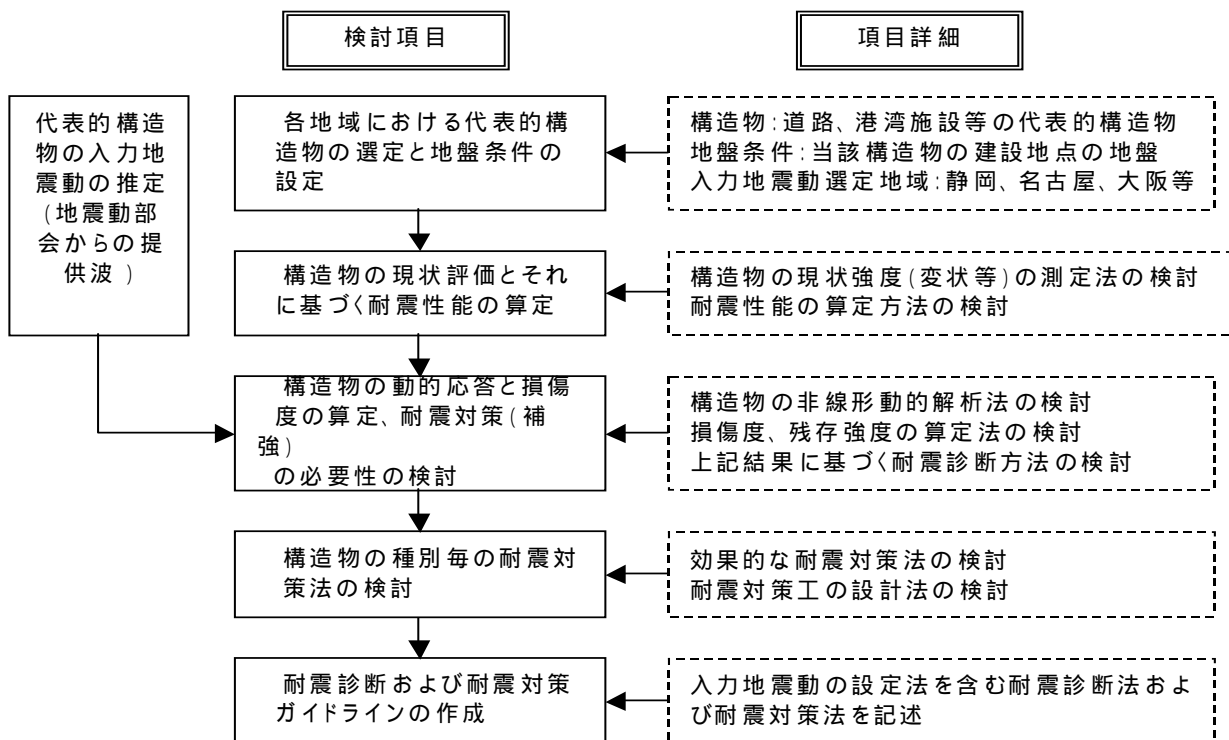 検討項目
項目詳細
代表的構造
物の入力地
震動の推定
(地震動部
会からの提
供波)
各地域における代表的構
造物の選定と地盤条件の
設定
構造物:道路、港湾施設等の代表的構造物
地盤条件:当該構造物の建設地点の地盤
入力地震動選定地域:静岡、名古屋、大阪等
構造物の現状評価とそれ
に基づく耐震性能の算定
構造物の現状強度(変状等)の測定法の検討
耐震性能の算定方法の検討
構造物の動的応答と損傷
度の算定、耐震対策(補
強)
の必要性の検討
構造物の非線形動的解析法の検討
損傷度、残存強度の算定法の検討
上記結果に基づく耐震診断方法の検討
構造物の種別毎の耐震対
策法の検討
効果的な耐震対策法の検討
耐震対策工の設計法の検討
耐震診断および耐震対策
ガイドラインの作成
入力地震動の設定法を含む耐震診断法およ
び耐震対策法を記述